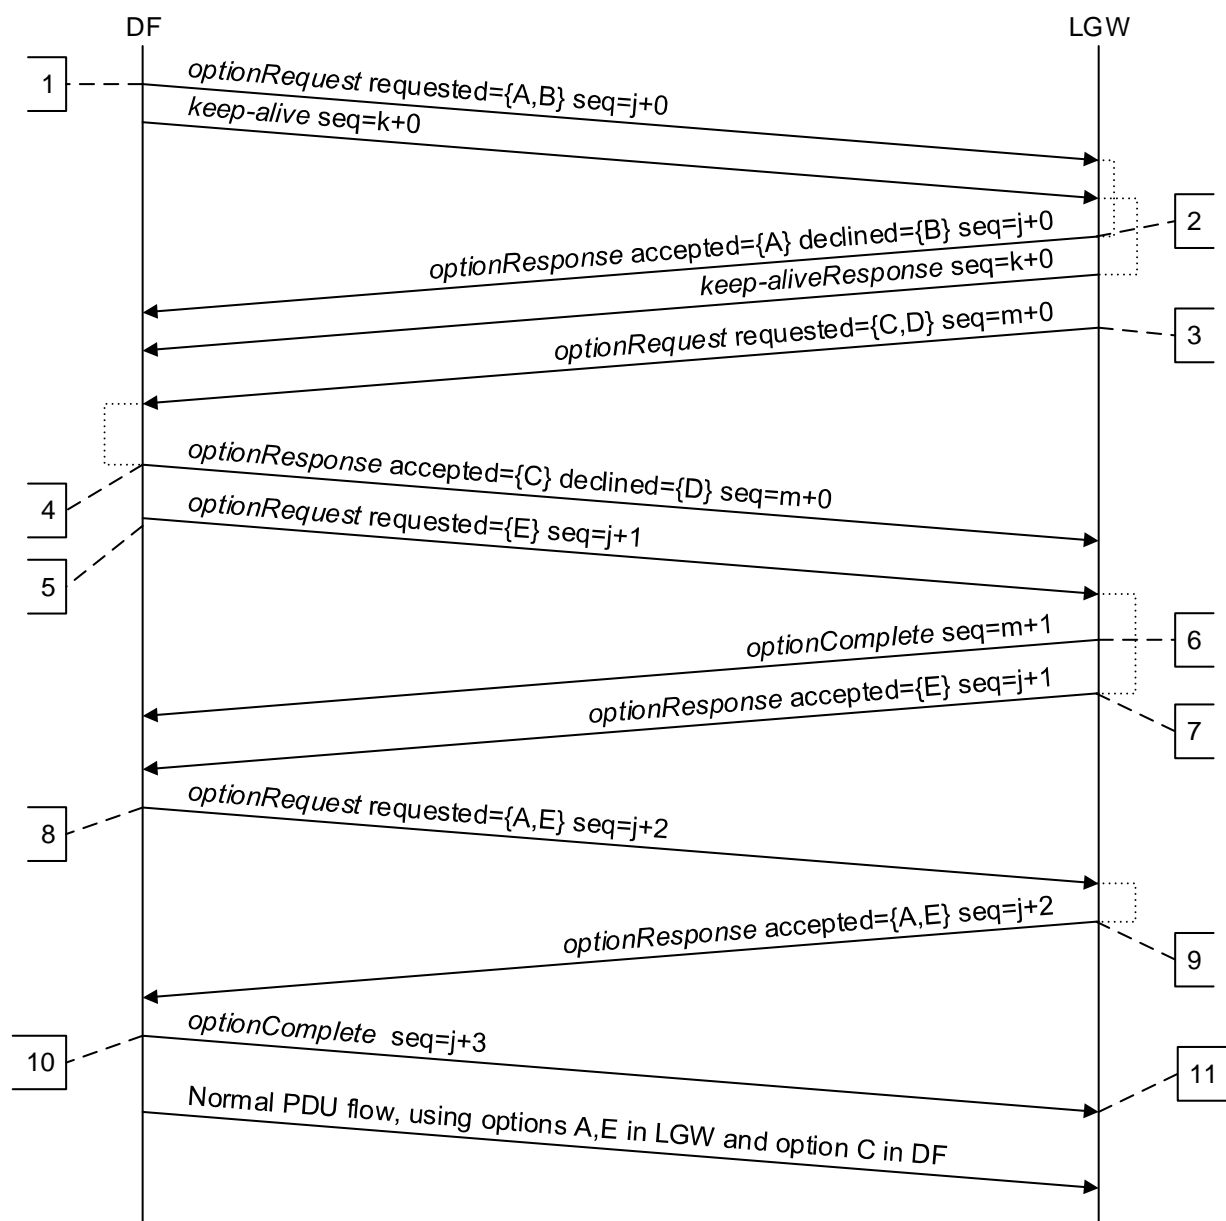 DF
LGW
1
optionRequest requested={A,B} seq=j+0
keep-alive seq=k+0
2
optionResponse accepted={A} declined={B} seq=j+0
keep-aliveResponse seq=k+0
3
optionRequest requested={C,D} seq=m+0
optionResponse accepted={C} declined={D} seq=m+0
4
optionRequest requested={E} seq=j+1
5
optionComplete seq=m+1
6
optionResponse accepted={E} seq=j+1
7
optionRequest requested={A,E} seq=j+2
8
optionResponse accepted={A,E} seq=j+2
9
optionComplete seq=j+3
10
11
Normal PDU flow, using options A,E in LGW and option C in DF